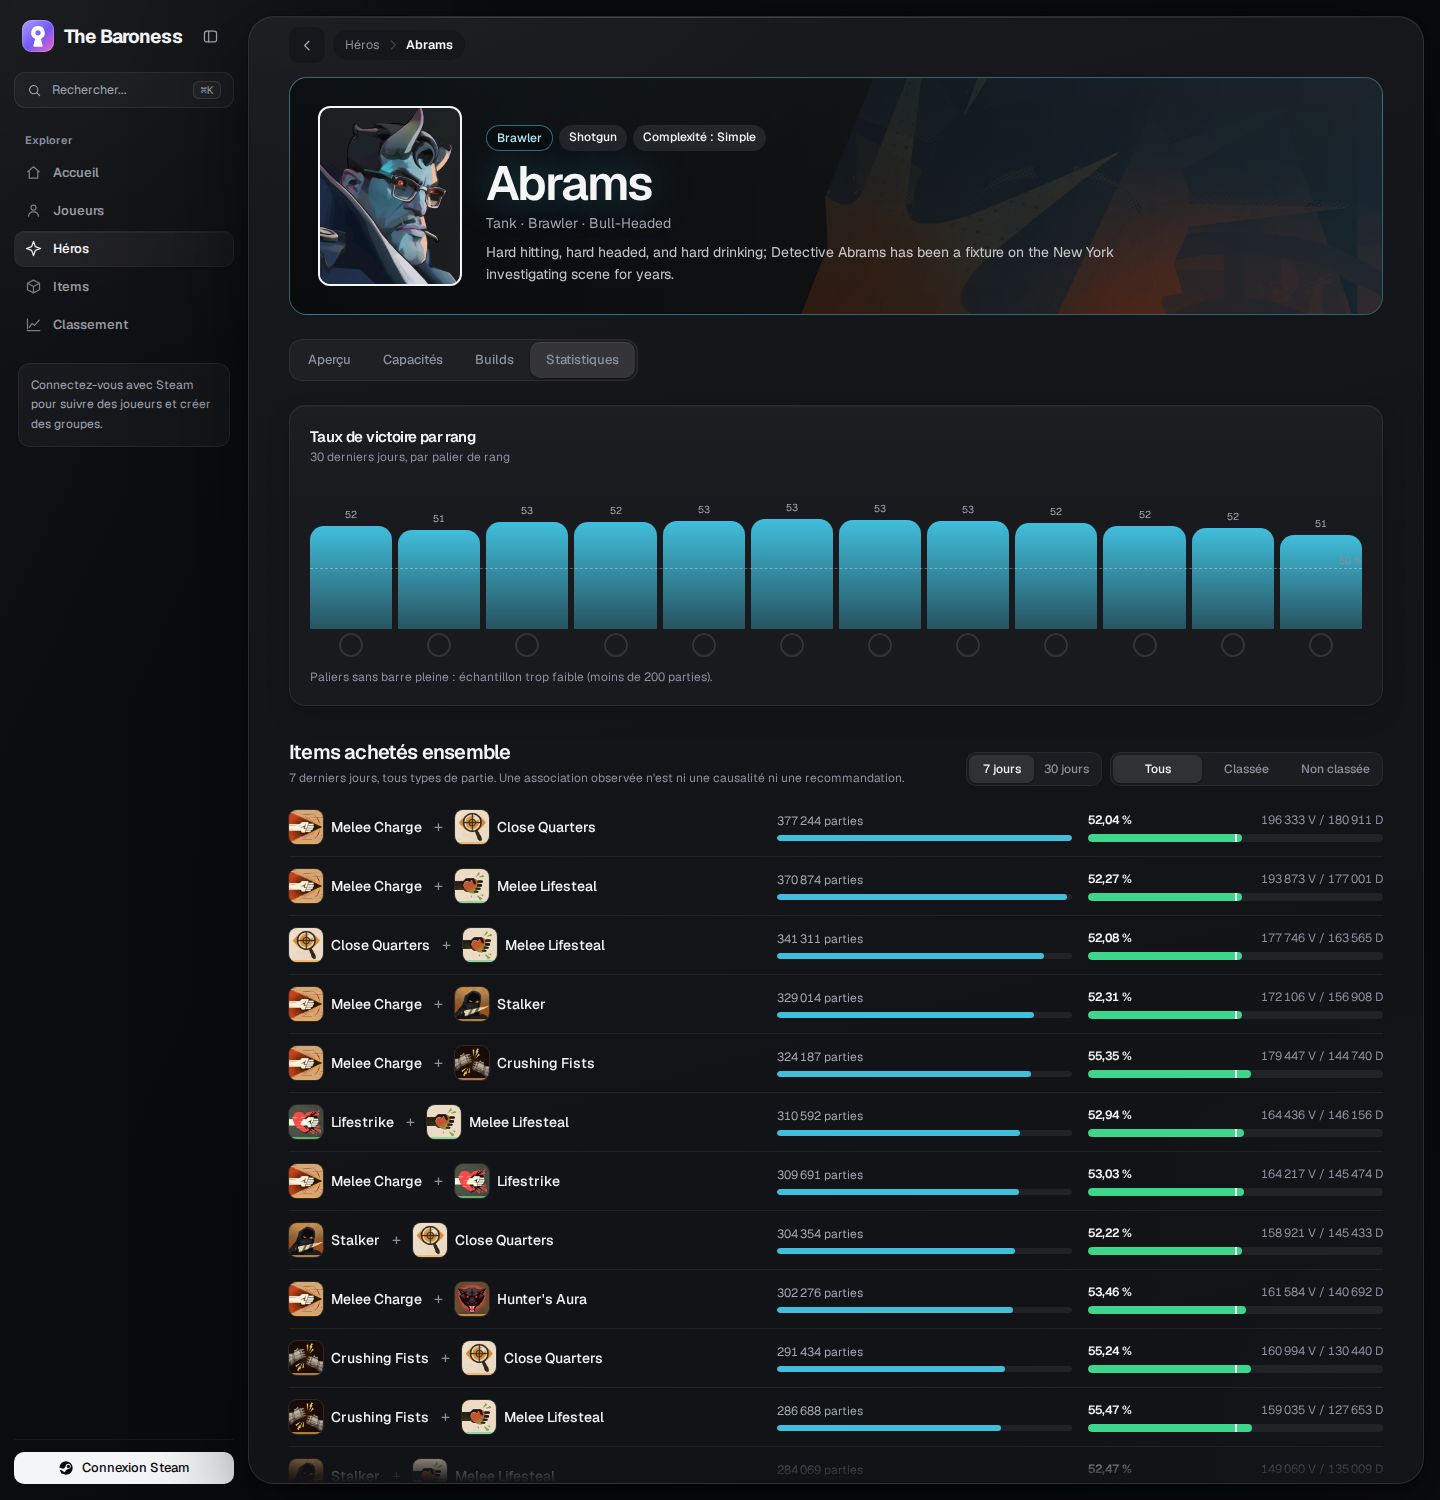 The Baroness
Rechercher...
⌘K
Explorer
Accueil
Joueurs
Héros
Items
Classement
Connectez-vous avec Steam
pour suivre des joueurs et créer
des groupes.
Connexion Steam
Héros > Abrams
Brawler Shotgun Complexité : Simple
Abrams
Tank · Brawler · Bull-Headed
Hard hitting, hard headed, and hard drinking; Detective Abrams has been a fixture on the New York
investigating scene for years.
Aperçu Capacités Builds Statistiques
Taux de victoire par rang
30 derniers jours, par palier de rang
52 51 53 52 53 53 53 53 52 52 52 51
Paliers sans barre pleine : échantillon trop faible (moins de 200 parties).
Items achetés ensemble
7 derniers jours, tous types de partie. Une association observée n'est ni une causalité ni une recommandation.
7 jours 30 jours Tous Classée Non classée
Melee Charge + Close Quarters 377 244 parties 52,04 % 196 333 V / 180 911 D
Melee Charge + Melee Lifesteal 370 874 parties 52,27 % 193 873 V / 177 001 D
Close Quarters + Melee Lifesteal 341 311 parties 52,08 % 177 746 V / 163 565 D
Melee Charge + Stalker 329 014 parties 52,31 % 172 106 V / 156 908 D
Melee Charge + Crushing Fists 324 187 parties 55,35 % 179 447 V / 144 740 D
Lifestrike + Melee Lifesteal 310 592 parties 52,94 % 164 436 V / 146 156 D
Melee Charge + Lifestrike 309 691 parties 53,03 % 164 217 V / 145 474 D
Stalker + Close Quarters 304 354 parties 52,22 % 158 921 V / 145 433 D
Melee Charge + Hunter's Aura 302 276 parties 53,46 % 161 584 V / 140 692 D
Crushing Fists + Close Quarters 291 434 parties 55,24 % 160 994 V / 130 440 D
Crushing Fists + Melee Lifesteal 286 688 parties 55,47 % 159 035 V / 127 653 D
Stalker + Melee Lifesteal 284 069 parties 52,47 % 149 060 V / 135 009 D